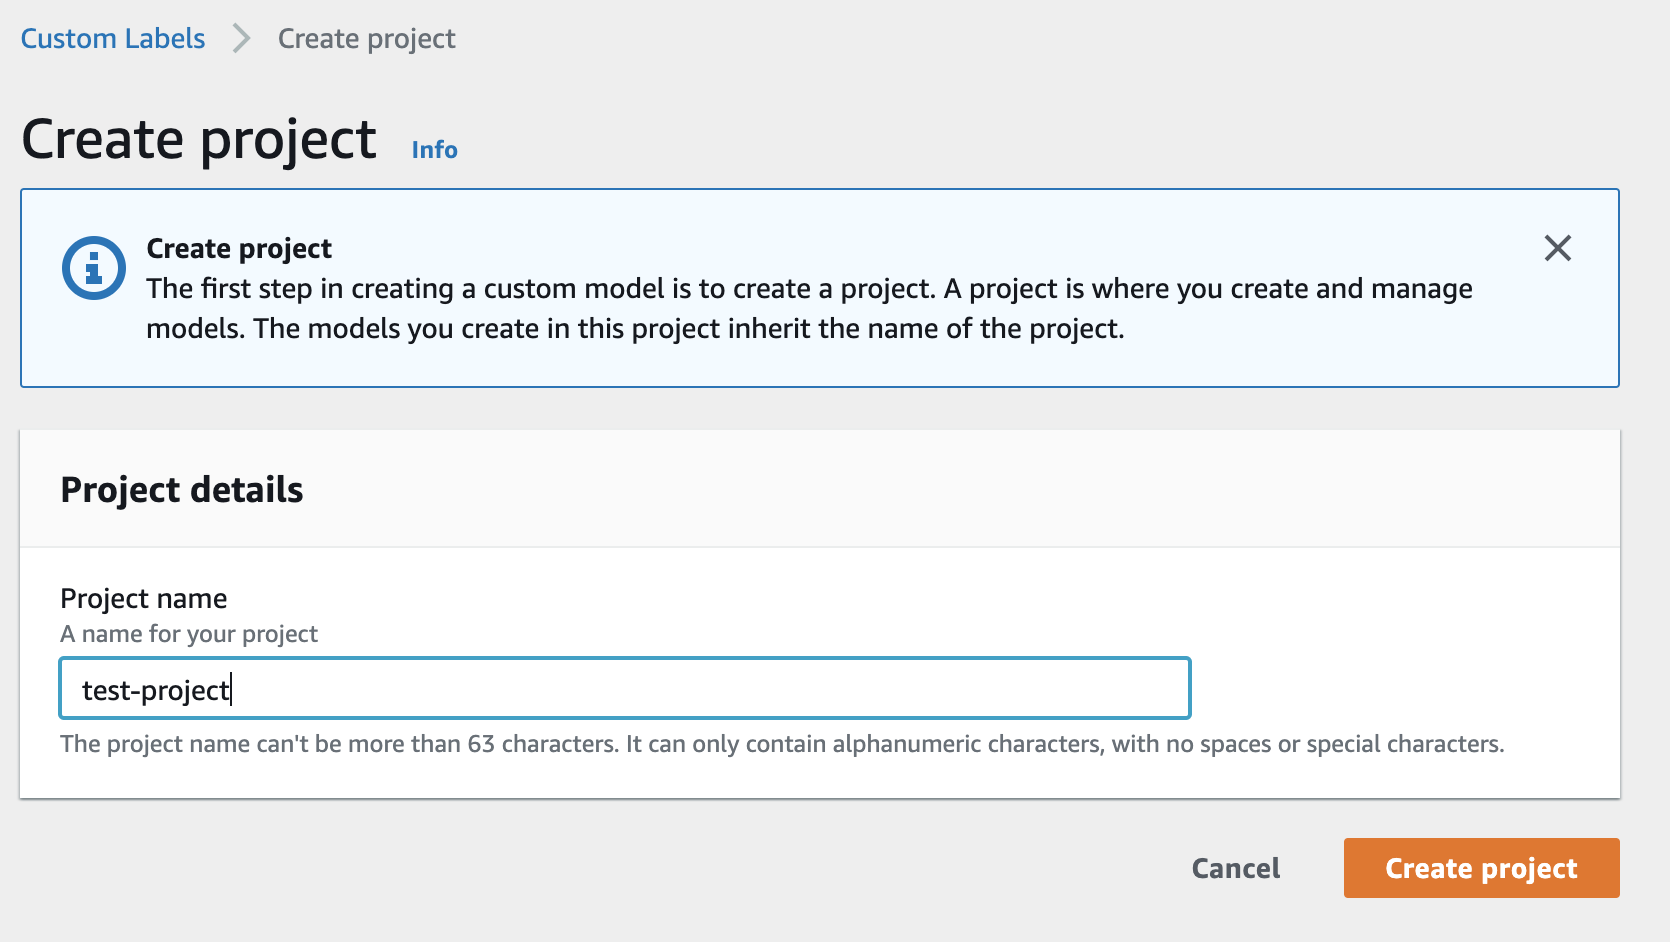 Custom Labels > Create project
Create project Info
Create project
The first step in creating a custom model is to create a project. A project is where you create and manage
models. The models you create in this project inherit the name of the project.
Project details
Project name
A name for your project
test-project
The project name can't be more than 63 characters. It can only contain alphanumeric characters, with no spaces or special characters.
Cancel Create project